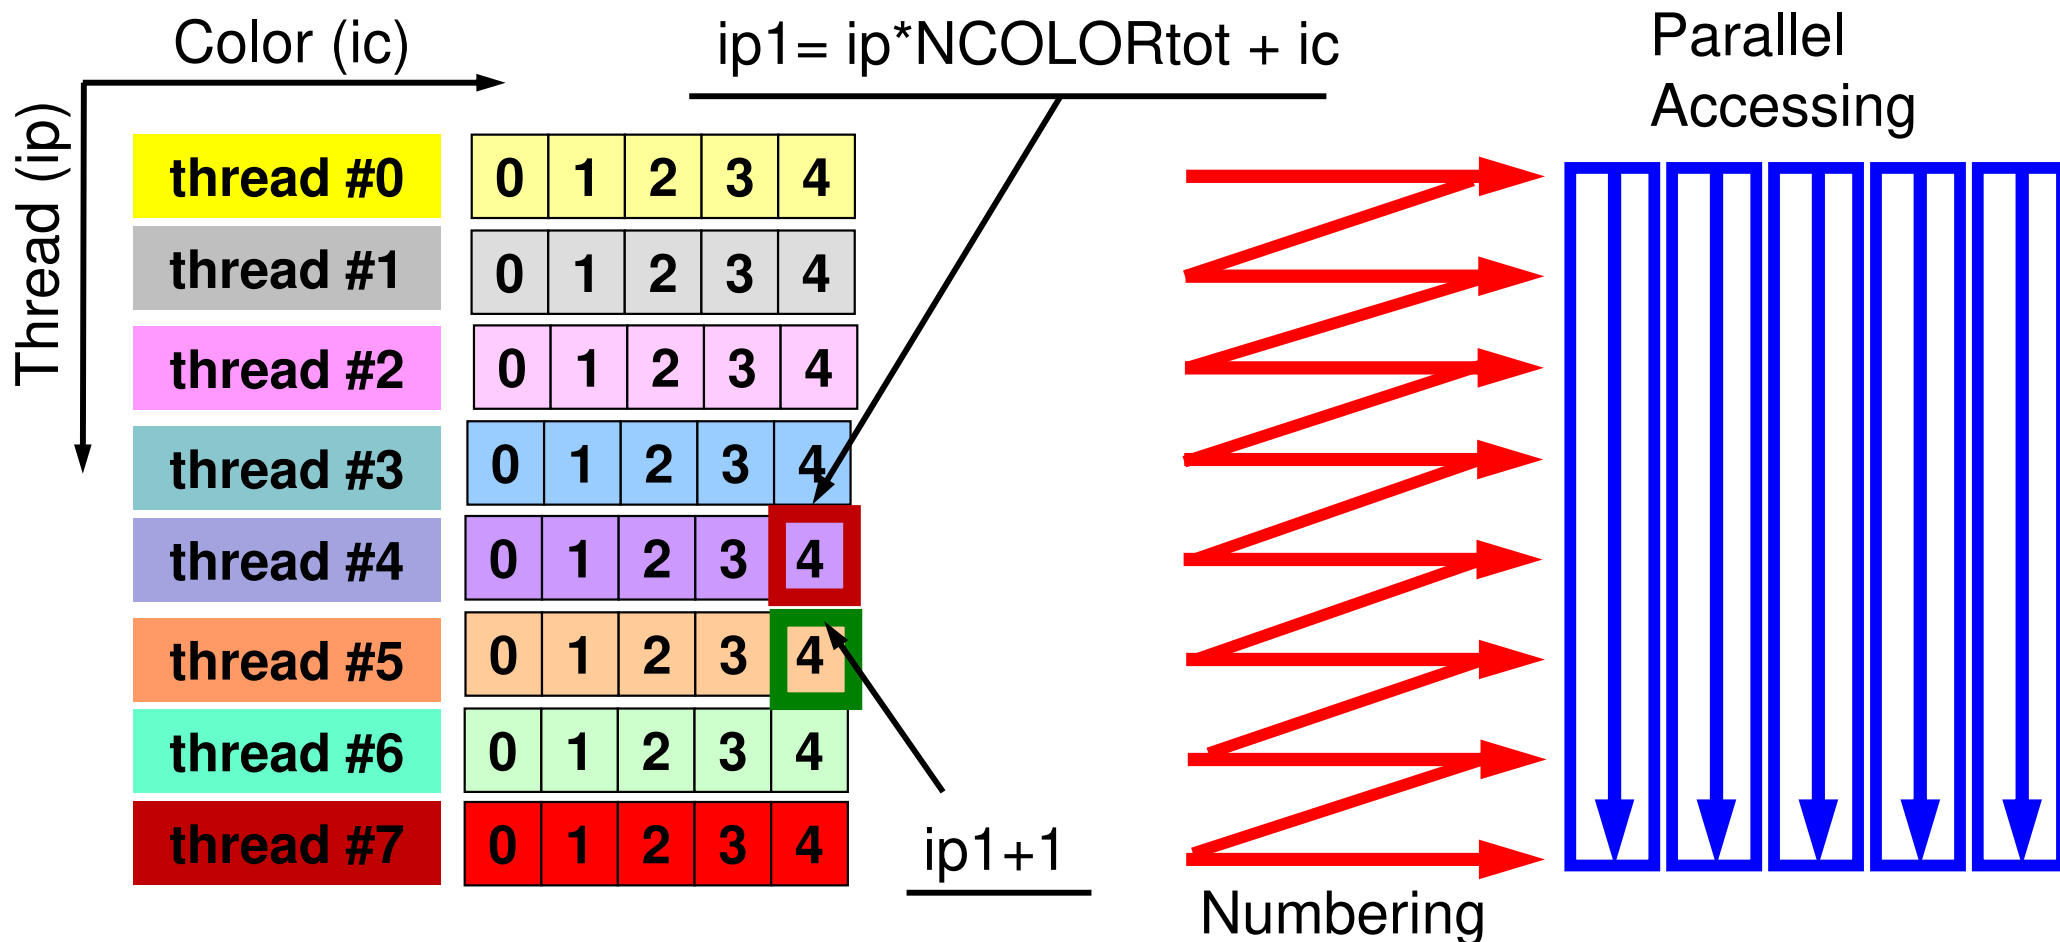 Color (ic)
ip1= ip*NCOLORtot + ic
Parallel
Accessing
Thread (ip)
thread #0 0 1 2 3 4
thread #1 0 1 2 3 4
thread #2 0 1 2 3 4
thread #3 0 1 2 3 4
thread #4 0 1 2 3 4
thread #5 0 1 2 3 4
thread #6 0 1 2 3 4
thread #7 0 1 2 3 4
ip1+1
Numbering